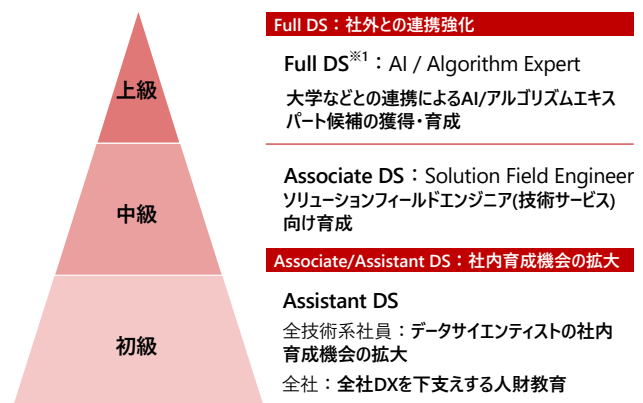 Full DS：社外との連携強化
Full DS※1：AI / Algorithm Expert
大学などとの連携によるAI/アルゴリズムエキス
パート候補の獲得・育成
上級
Associate DS：Solution Field Engineer
ソリューションフィールドエンジニア(技術サービス)
向け育成
中級
Associate/Assistant DS：社内育成機会の拡大
Assistant DS
全技術系社員：データサイエンティストの社内
育成機会の拡大
全社：全社DXを下支えする人財教育
初級